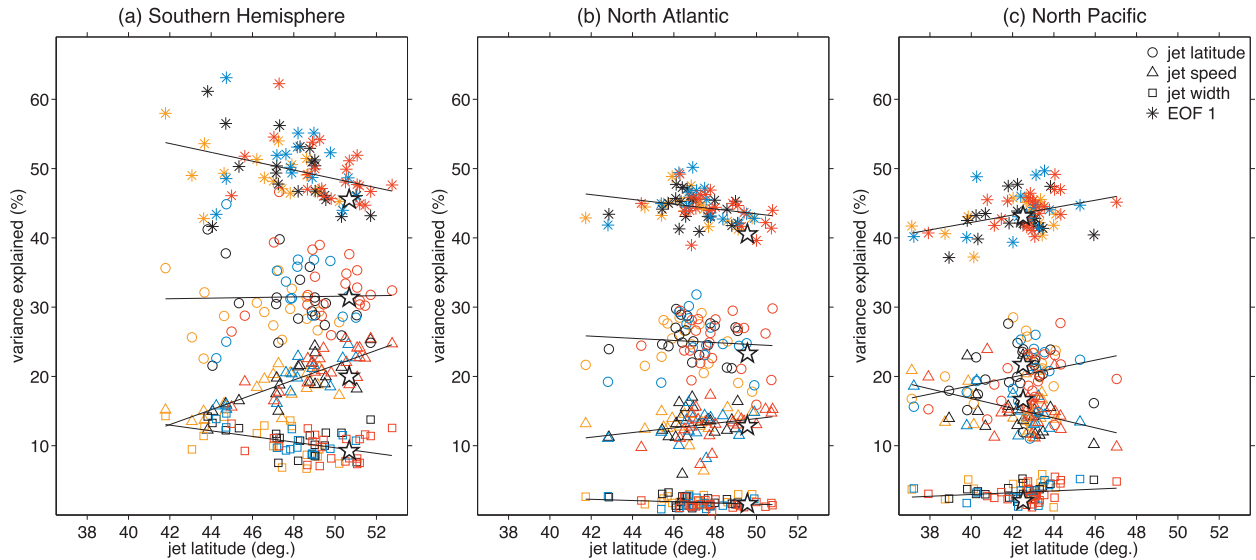 (a) Southern Hemisphere
(b) North Atlantic
(c) North Pacific
variance explained (%)
60
50
40
30
20
10
38 40 42 44 46 48 50 52
jet latitude (deg.)
variance explained (%)
60
50
40
30
20
10
38 40 42 44 46 48 50 52
jet latitude (deg.)
variance explained (%)
60
50
40
30
20
10
38 40 42 44 46 48 50 52
jet latitude (deg.)
jet latitude
jet speed
jet width
EOF 1